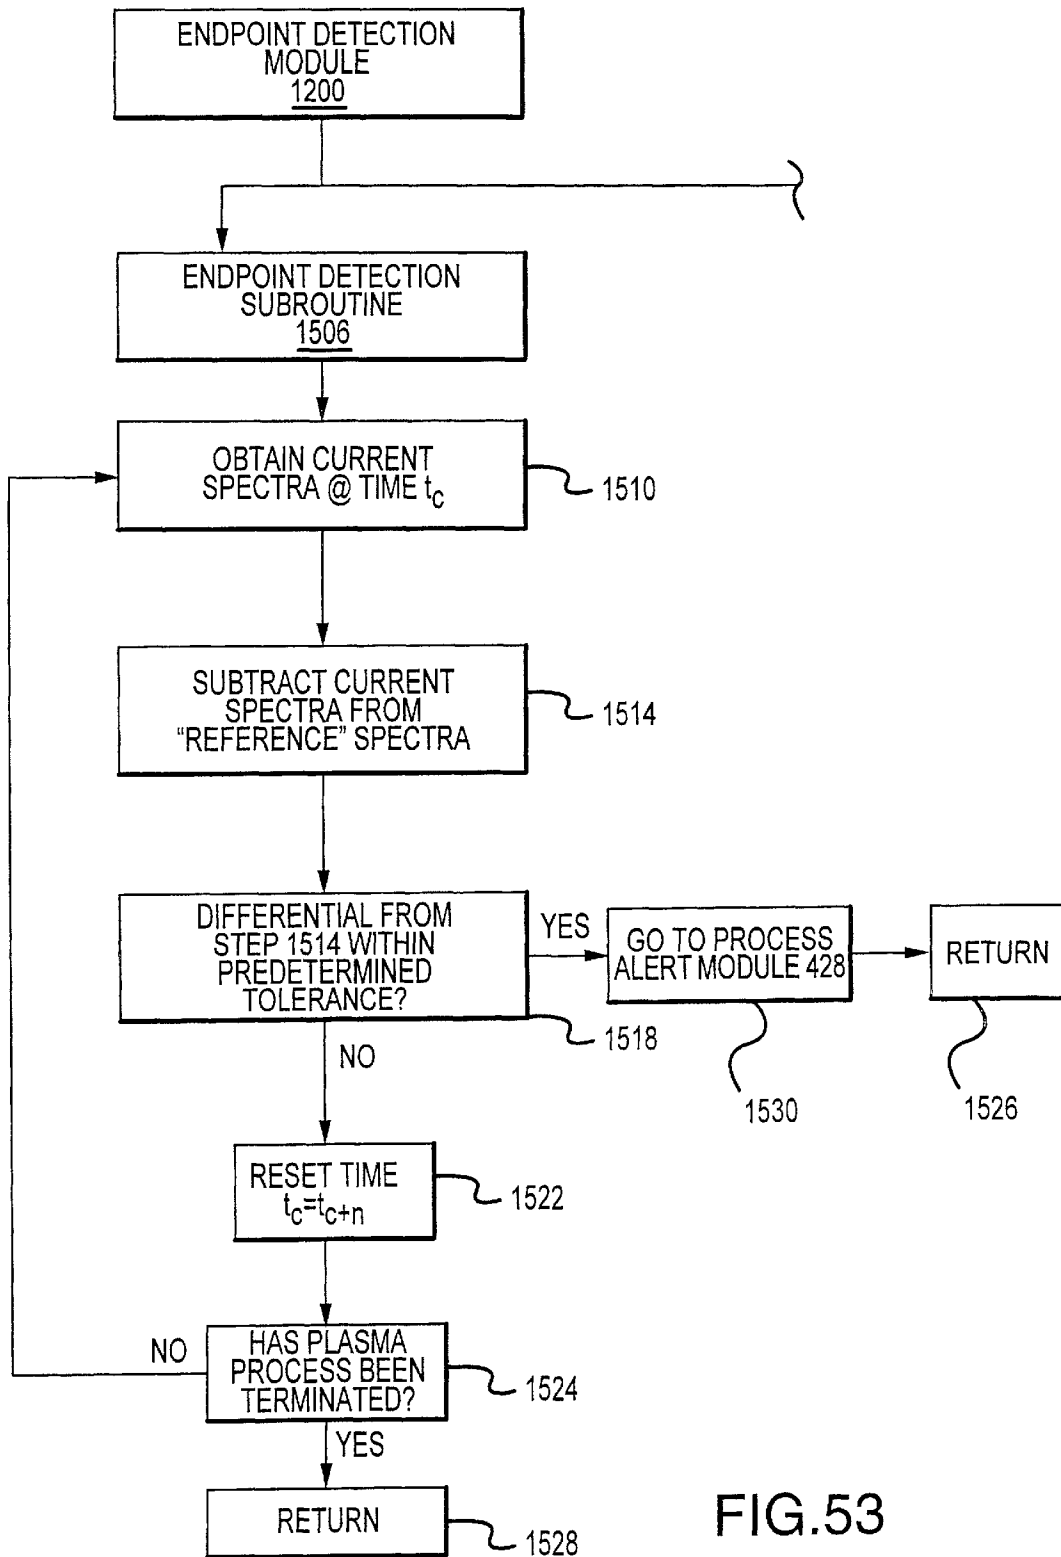 ENDPOINT DETECTION
MODULE
1200
ENDPOINT DETECTION
SUBROUTINE
1506
OBTAIN CURRENT
SPECTRA @ TIME tc
1510
SUBTRACT CURRENT
SPECTRA FROM
"REFERENCE" SPECTRA
1514
DIFFERENTIAL FROM
STEP 1514 WITHIN
PREDETERMINED
TOLERANCE?
1518
YES
GO TO PROCESS
ALERT MODULE 428
1530
RETURN
1526
NO
RESET TIME
tc=tc+n
1522
HAS PLASMA
PROCESS BEEN
TERMINATED?
1524
NO
YES
RETURN
1528
FIG.53